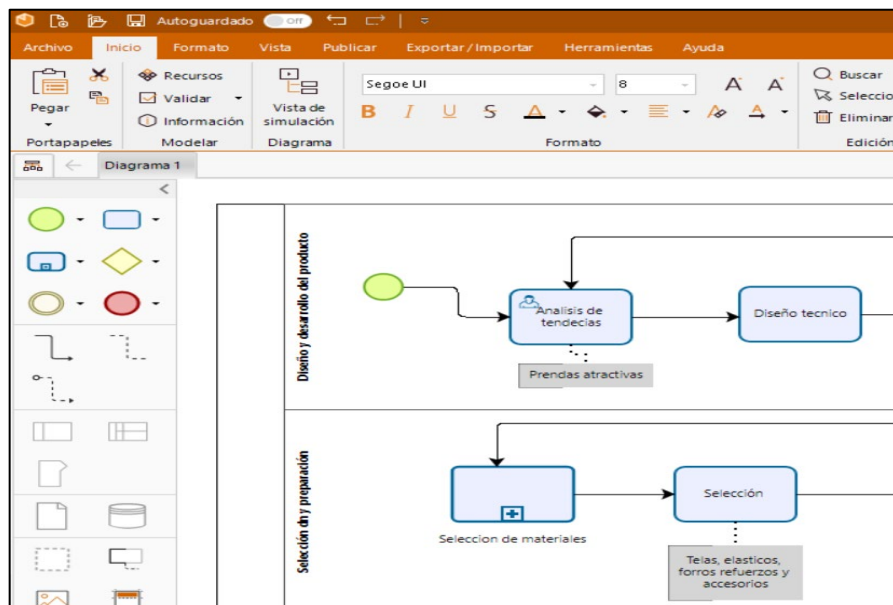 Autoguardado Off
Archivo Inicio Formato Vista Publicar Exportar / Importar Herramientas Ayuda
Pegar
Portapapeles
Recursos
Validar
Información
Modelar
Vista de
simulación
Diagrama
Segoe UI 8
B I U S A A A A
Formato
Buscar
Seleccio
Eliminar
Edición
Diagrama 1
Diseño y desarrollo del producto
Analisis de
tendecias
Diseño tecnico
Prendas atractivas
Selección dn y preparación
Seleccion de materiales
Selección
Telas, elasticos,
forros refuerzos y
accesorios